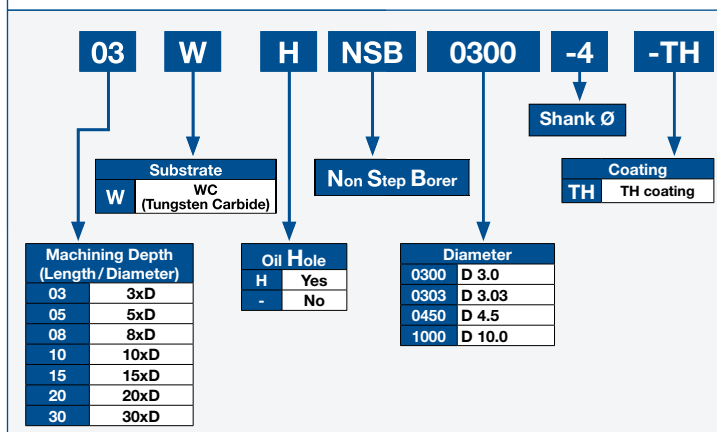 03 W H NSB 0300 -4 -TH
Shank Ø
Substrate
W WC
(Tungsten Carbide)
Non Step Borer
Coating
TH TH coating
Machining Depth
(Length/Diameter)
03 3xD
05 5xD
08 8xD
10 10xD
15 15xD
20 20xD
30 30xD
Oil Hole
H Yes
- No
Diameter
0300 D 3.0
0303 D 3.03
0450 D 4.5
1000 D 10.0